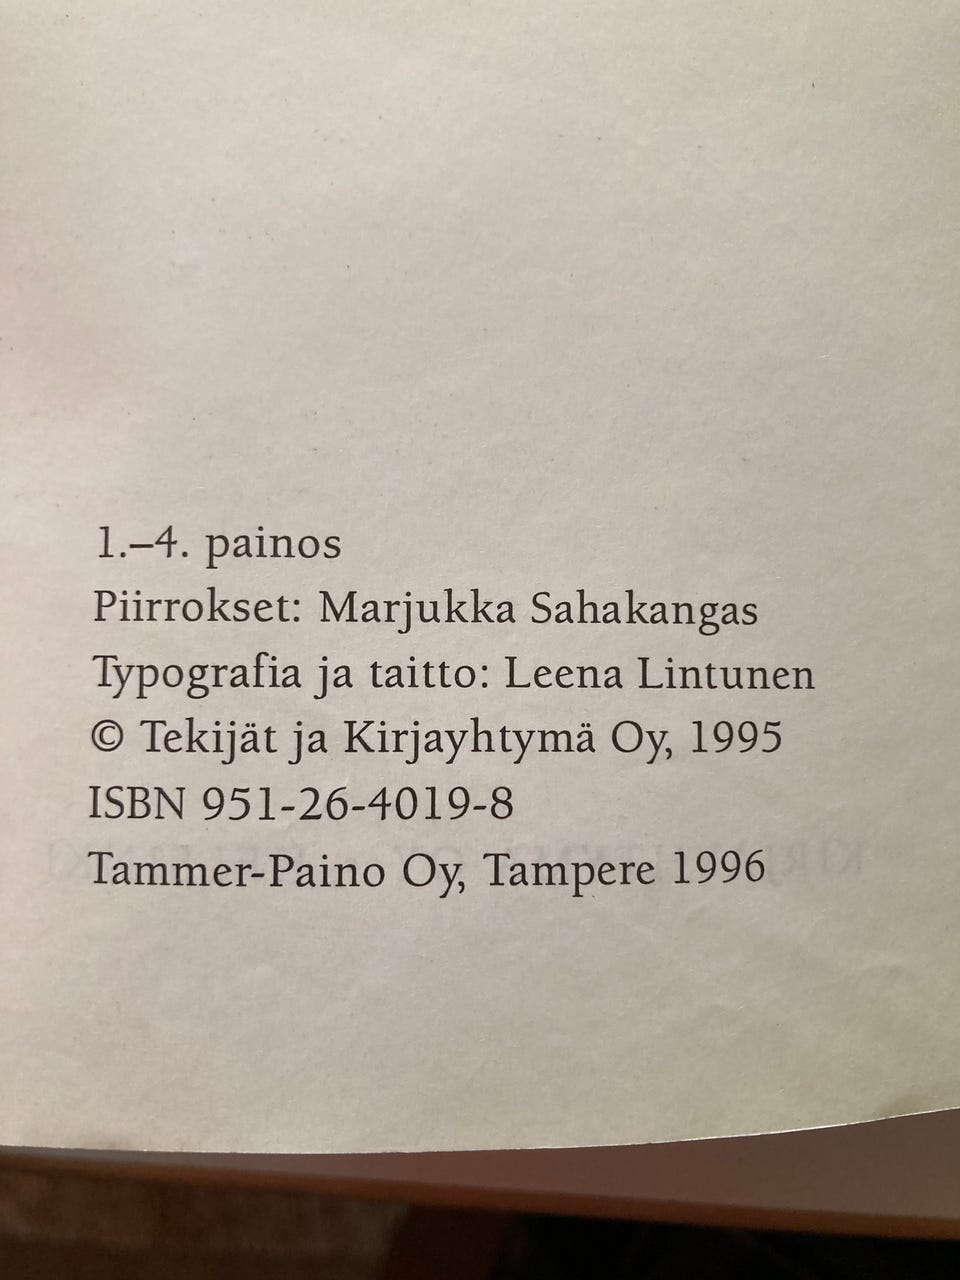 1.–4. painos
Piirrokset: Marjukka Sahakangas
Typografia ja taitto: Leena Lintunen
© Tekijät ja Kirjayhtymä Oy, 1995
ISBN 951-26-4019-8
Tammer-Paino Oy, Tampere 1996